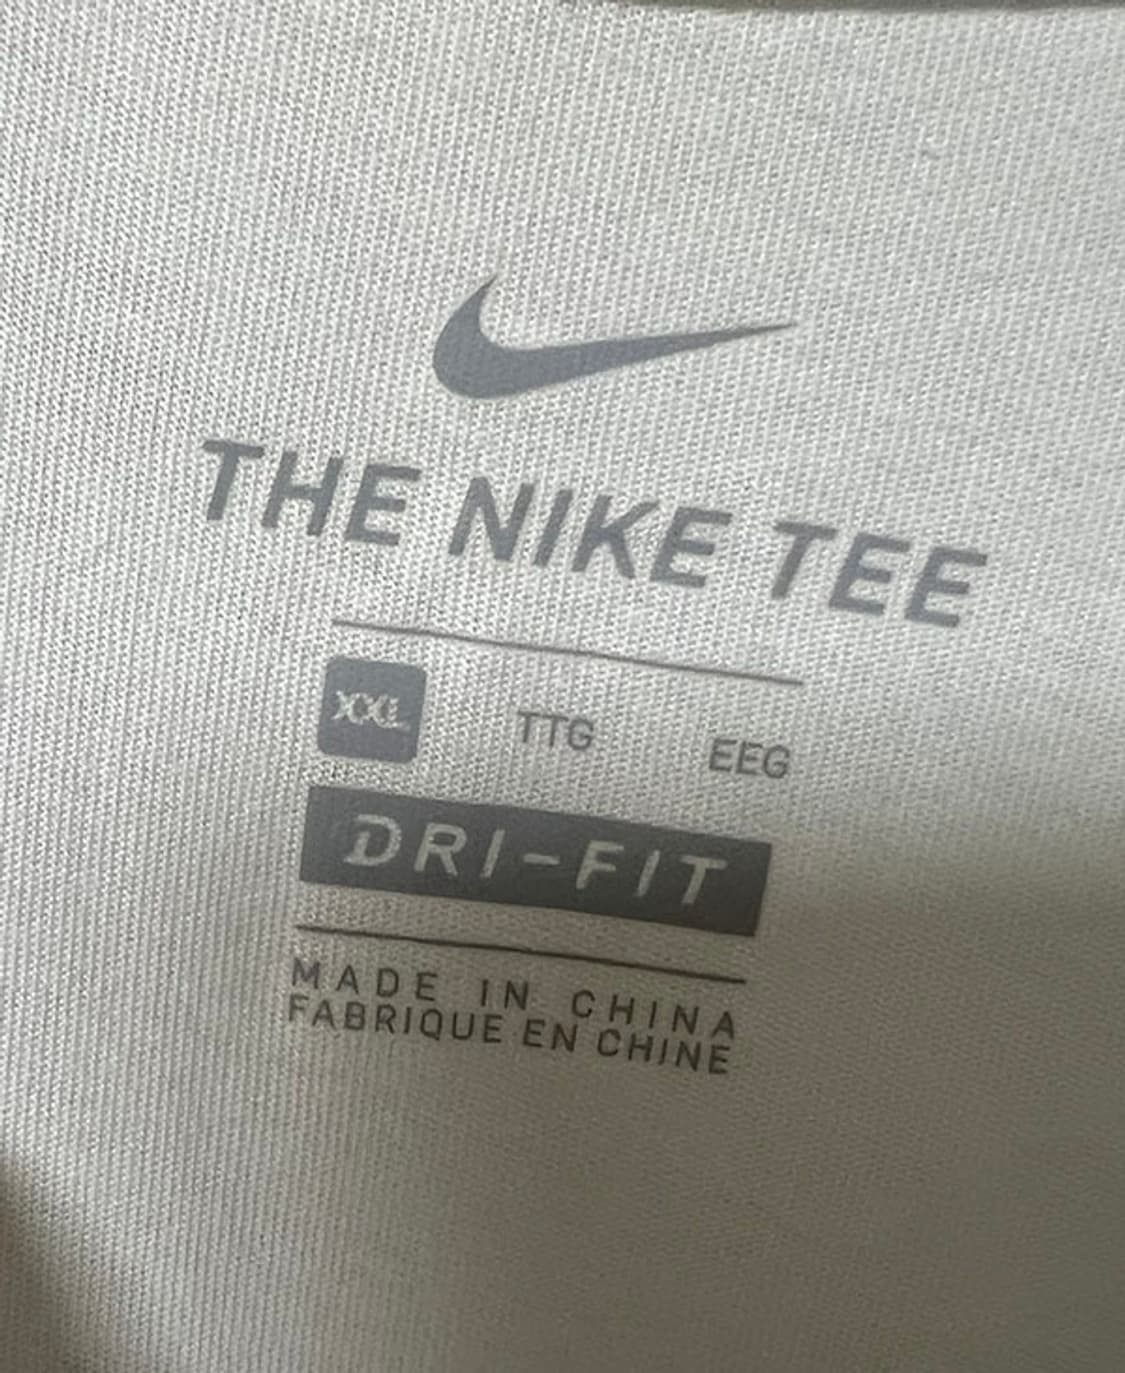 THE NIKE TEE
XXL TTG EEG
DRI-FIT
MADE IN CHINA
FABRIQUE EN CHINE